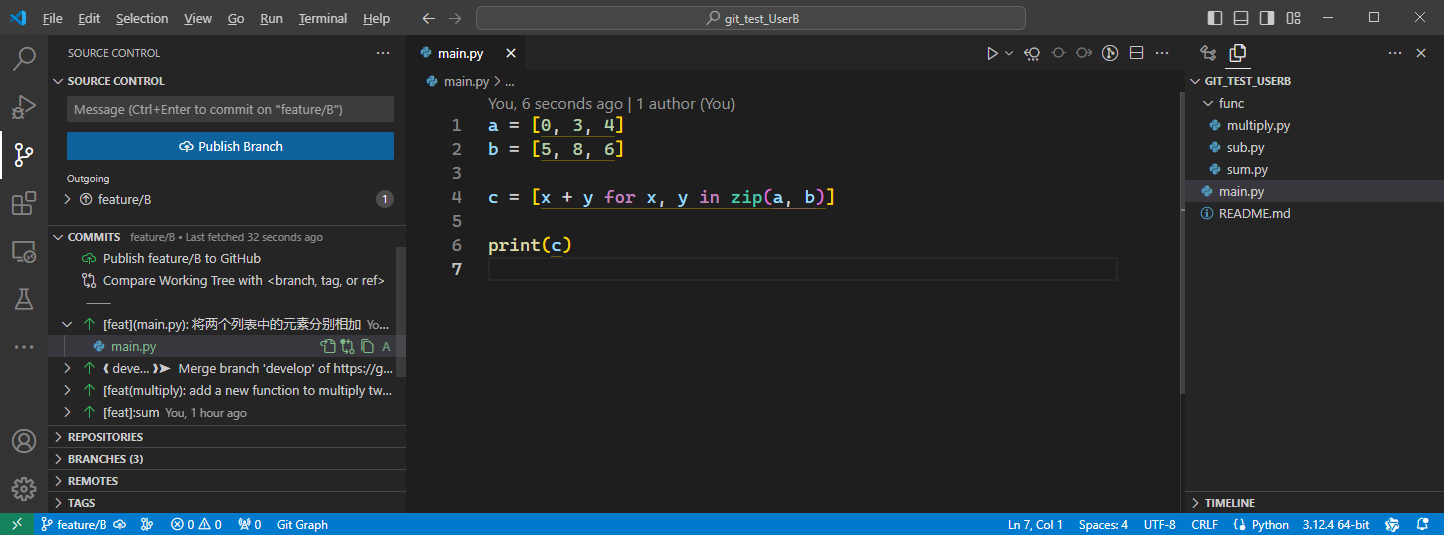 File Edit Selection View Go Run Terminal Help
git_test_UserB
SOURCE CONTROL
SOURCE CONTROL
Message (Ctrl+Enter to commit on "feature/B")
Publish Branch
Outgoing
feature/B 1
COMMITS feature/B • Last fetched 32 seconds ago
Publish feature/B to GitHub
Compare Working Tree with <branch, tag, or ref>
[feat](main.py): 将两个列表中的元素分别相加 Yo...
main.py A
deve... Merge branch 'develop' of https://g...
[feat(multiply): add a new function to multiply tw...
[feat]:sum You, 1 hour ago
REPOSITORIES
BRANCHES (3)
REMOTES
TAGS
main.py
main.py > ...
You, 6 seconds ago | 1 author (You)
1 a = [0, 3, 4]
2 b = [5, 8, 6]
3
4 c = [x + y for x, y in zip(a, b)]
5
6 print(c)
7
GIT_TEST_USERB
func
multiply.py
sub.py
sum.py
main.py
README.md
TIMELINE
feature/B 0 0 0 Git Graph Ln 7, Col 1 Spaces: 4 UTF-8 CRLF Python 3.12.4 64-bit